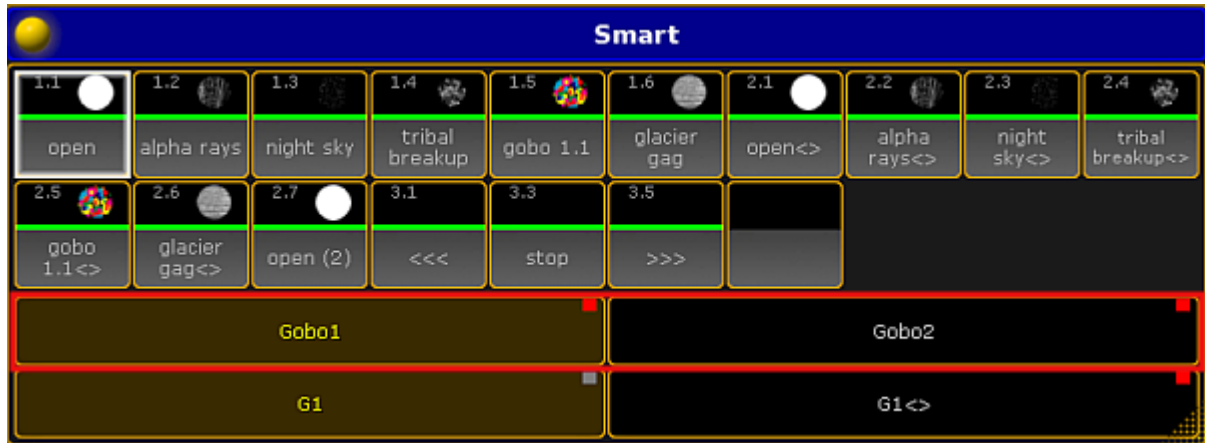 Smart
1.1 1.2 1.3 1.4 1.5 1.6 2.1 2.2 2.3 2.4
open alpha rays night sky tribal breakup gobo 1.1 glacier gag open<> alpha rays<> night sky<> tribal breakup<>
2.5 2.6 2.7 3.1 3.3 3.5
gobo 1.1<> glacier gag<> open (2) <<< stop >>>
Gobo1 Gobo2
G1 G1<>